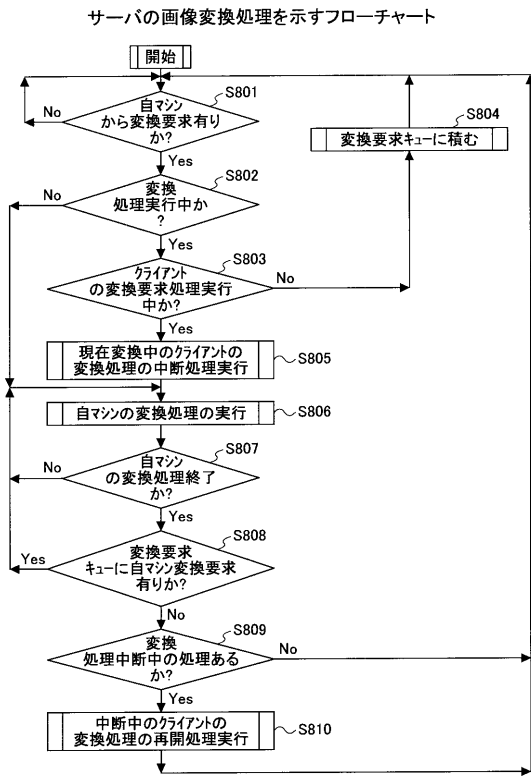 サーバの画像変換処理を示すフローチャート
開始
S801
自マシン
から変換要求有り
か?
No
Yes
S804
変換要求キューに積む
S802
変換
処理実行中か
?
No
Yes
S803
クライアント
の変換要求処理実行
中か?
No
Yes
現在変換中のクライアントの
変換処理の中断処理実行
S805
自マシンの変換処理の実行
S806
S807
自マシン
の変換処理終了
か?
No
Yes
S808
変換要求
キューに自マシン変換要求
有りか?
Yes
No
S809
変換
処理中断中の処理ある
か?
No
Yes
中断中のクライアントの
変換処理の再開処理実行
S810